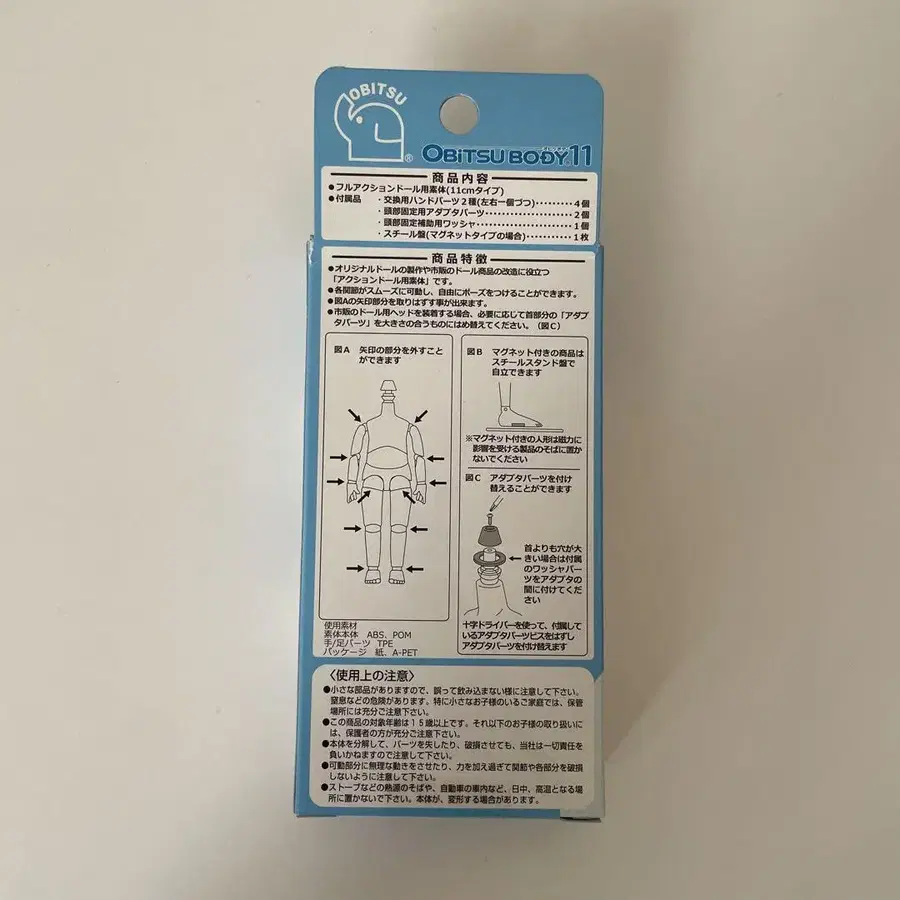 OBITSU
®
OBITSU BODY 11
商品内容
●フルアクションドール用素体(11cmタイプ)
●付属品 ・交換用ハンドパーツ2種(左右一個づつ)………4個
・頭部固定用アダプタパーツ………………2個
・頭部固定補助用ワッシャ…………………1個
・スチール盤(マグネットタイプの場合)…………1枚
商品特徴
●オリジナルドールの製作や市販のドール商品の改造に役立つ
「アクションドール用素体」です。
●各関節がスムーズに可動し、自由にポーズをつけることができます。
●図Aの矢印部分を取りはずす事が出来ます。
●市販のドール用ヘッドを装着する場合、必要に応じて首部分の「アダプ
タパーツ」を大きさの合うものにはめ替えてください。(図C)
図A 矢印の部分を外すこと
ができます
図B マグネット付きの商品は
スチールスタンド盤で
自立できます
※マグネット付きの人形は磁力に
影響を受ける製品のそばに置か
ないでください
図C アダプタパーツを付け
替えることができます
首よりも穴が大
きい場合は付属
のワッシャパー
ツをアダプタの
間に付けてくだ
さい
十字ドライバーを使って、付属して
いるアダプタパーツビスをはずし
アダプタパーツを付け替えます
使用素材
素体本体 ABS、POM
手/足パーツ TPE
パッケージ 紙、A-PET
〈使用上の注意〉
●小さな部品がありますので、誤って飲み込まない様に注意して下さい。
窒息などの危険があります。特に小さなお子様のいるご家庭では、保管
場所には充分ご注意下さい。
●この商品の対象年齢は15歳以上です。それ以下のお子様の取り扱いに
は、保護者の方が充分ご注意下さい。
●本体を分解して、パーツを失したり、破損させても、当社は一切責任を
負いかねますので注意して下さい。
●可動部分に無理な動きをさせたり、力を加え過ぎて関節や各部分を破損
しないように注意して下さい。
●ストーブなどの熱源のそばや、自動車の車内など、日中、高温となる場
所に置かないで下さい。本体が、変形する場合があります。